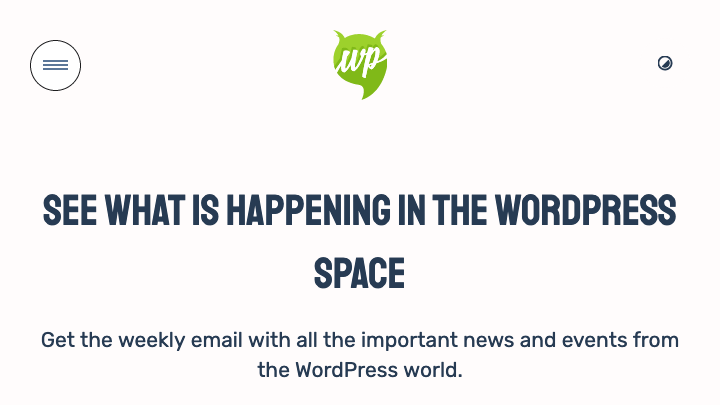 wp
SEE WHAT IS HAPPENING IN THE WORDPRESS
SPACE
Get the weekly email with all the important news and events from
the WordPress world.